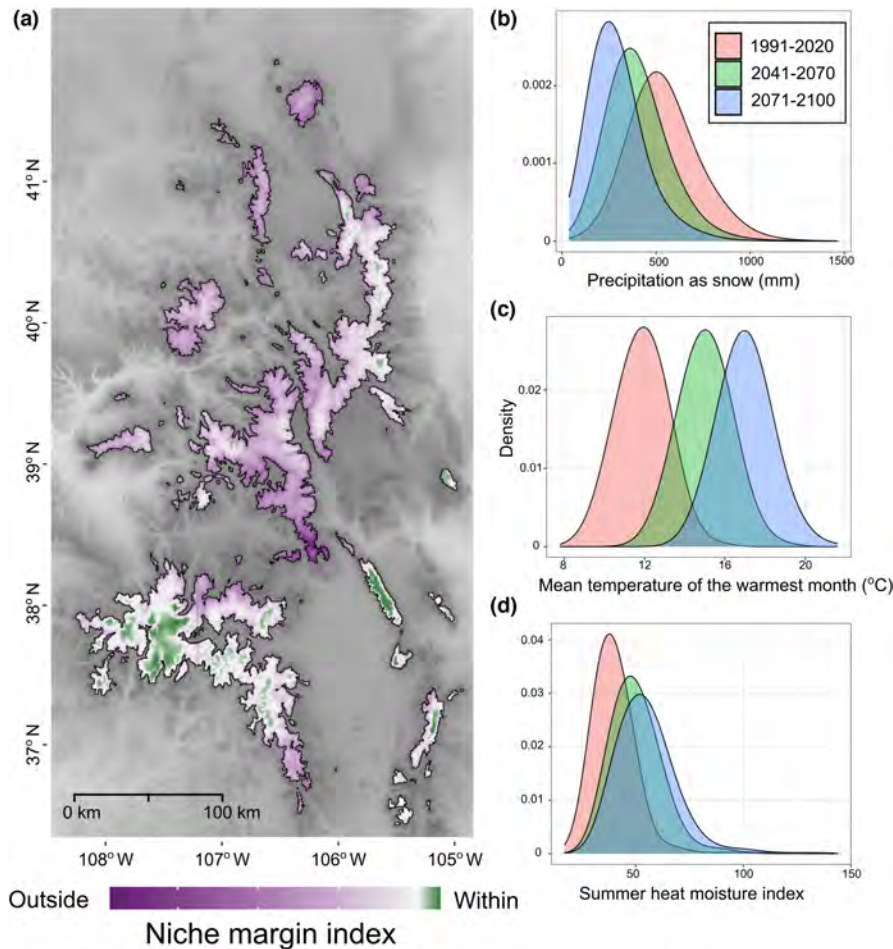 (a)
41° N
40° N
39° N
38° N
37° N
0 km 100 km
108° W 107° W 106° W 105° W
Outside Within
Niche margin index
(b)
1991-2020
2041-2070
2071-2100
0.002
0.001
0
0 500 1000 1500
Precipitation as snow (mm)
(c)
Density
0.02
0.01
0
8 12 16 20
Mean temperature of the warmest month (°C)
(d)
0.04
0.03
0.02
0.01
0
50 100 150
Summer heat moisture index